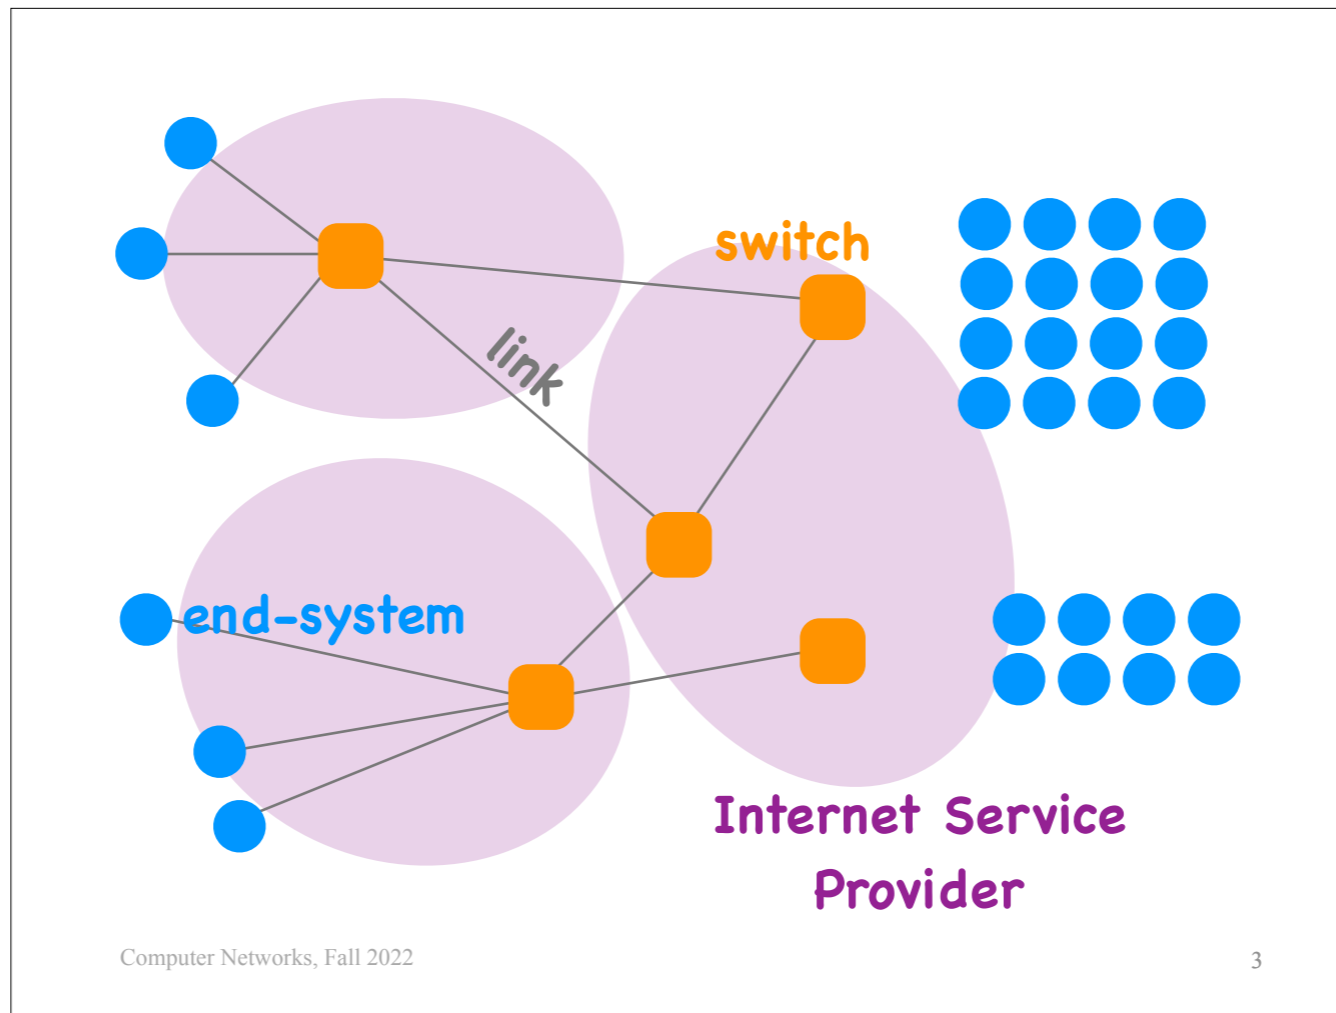 switch
link
end-system
Internet Service
Provider
Computer Networks, Fall 2022
3